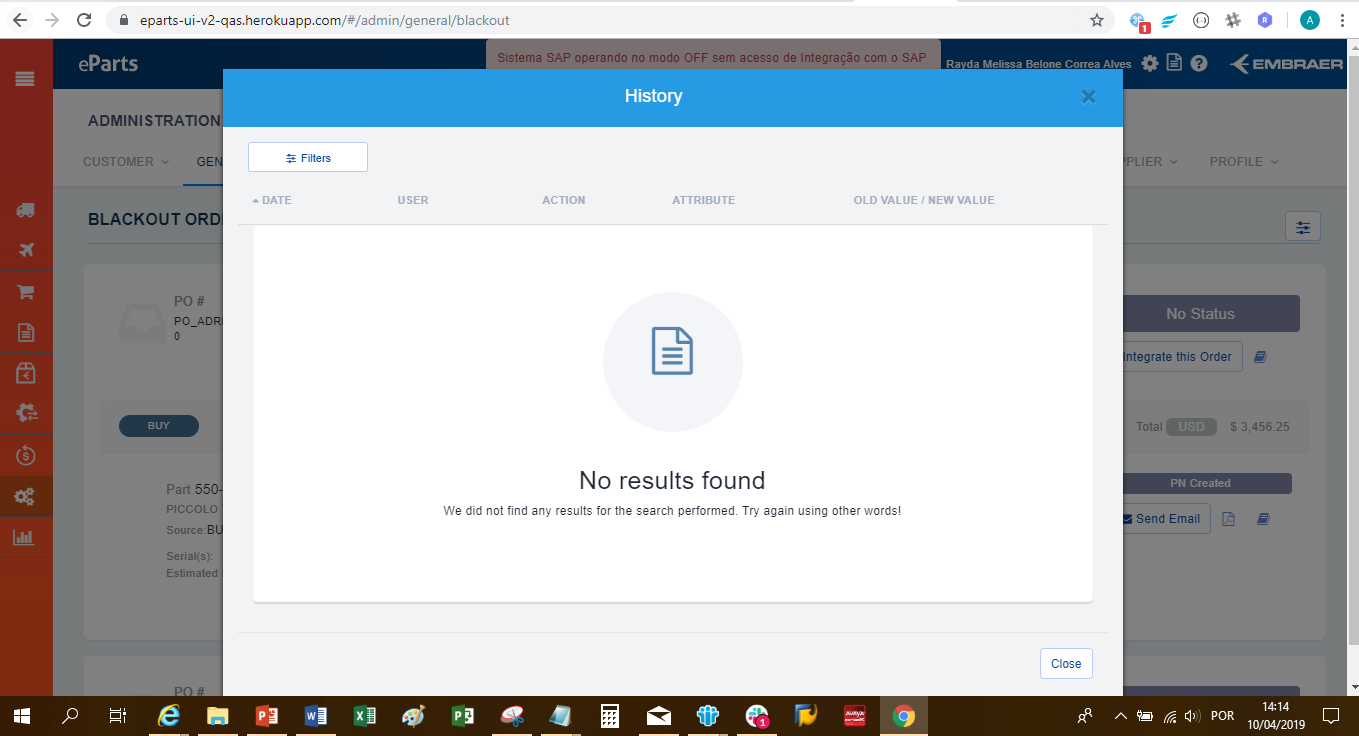 eparts-ui-v2-qas.herokuapp.com/#/admin/general/blackout
1
A
eParts
Sistema SAP operando no modo OFF sem acesso de integração com o SAP
Rayda Melissa Belone Correa Alves
EMBRAER
History
ADMINISTRATION
CUSTOMER
GEN
PLIER
PROFILE
Filters
DATE
USER
ACTION
ATTRIBUTE
OLD VALUE / NEW VALUE
BLACKOUT ORD
PO #
PO_ADR
0
No Status
Integrate this Order
BUY
Total USD $ 3,456.25
No results found
We did not find any results for the search performed. Try again using other words!
Part 550-
PICCOLO
Source:BU
Serial(s):
Estimated
PN Created
Send Email
Close
PO #
1
POR
14:14
10/04/2019